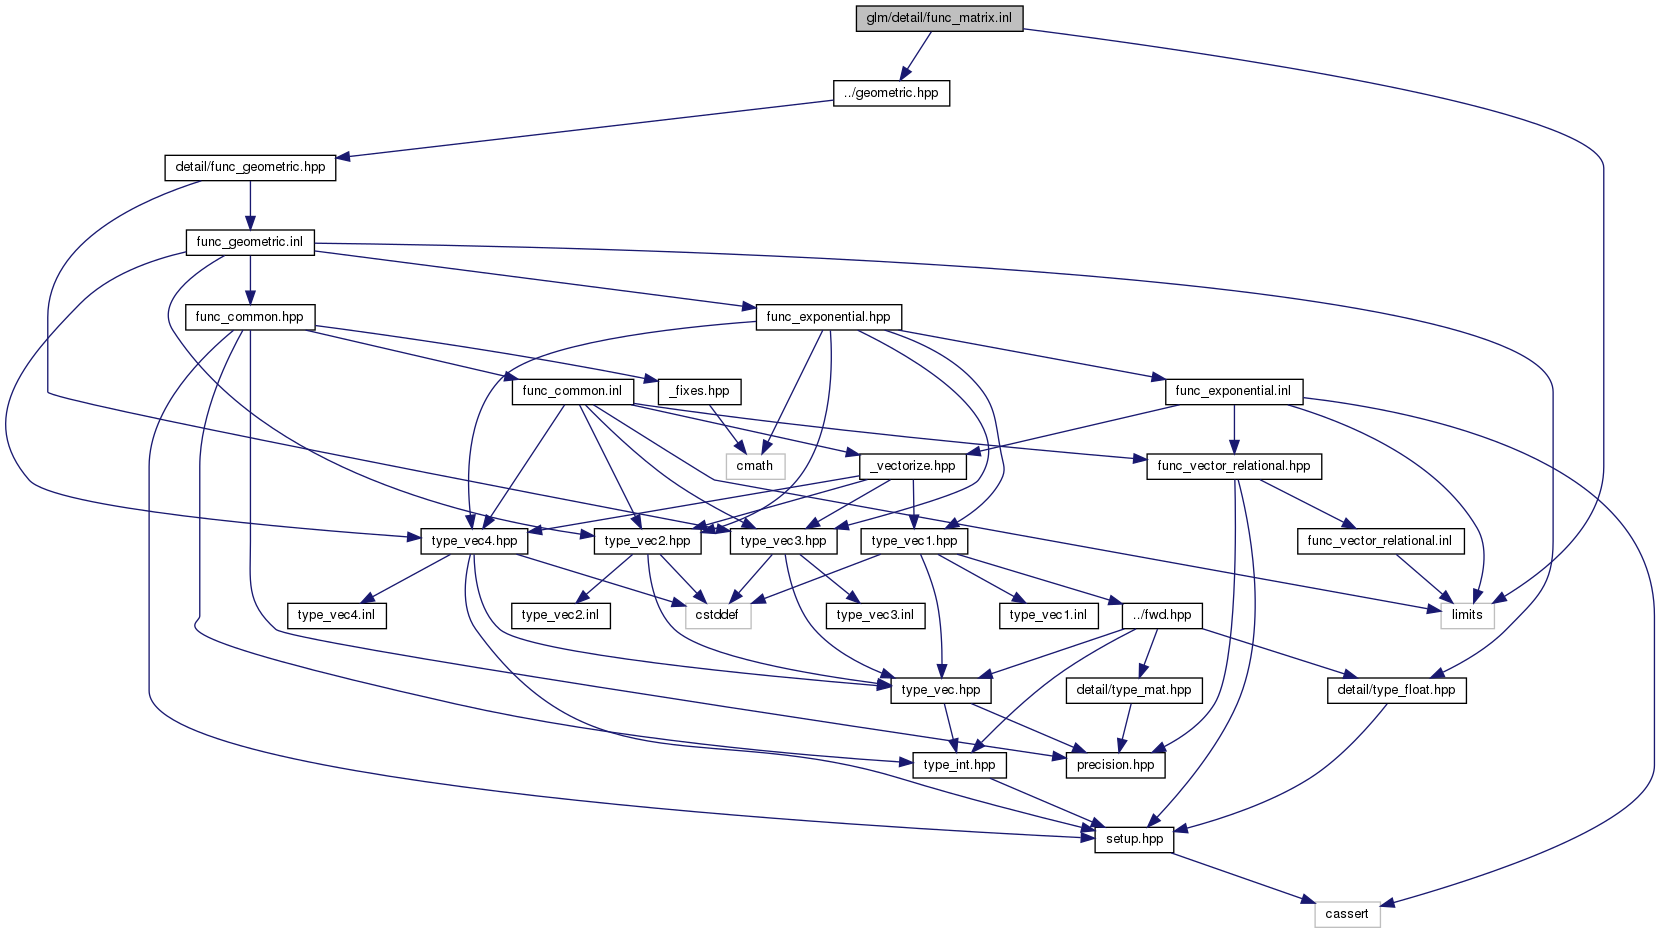 glm/detail/func_matrix.inl
../geometric.hpp
detail/func_geometric.hpp
func_geometric.inl
func_common.hpp
func_exponential.hpp
func_common.inl
_fixes.hpp
func_exponential.inl
cmath
_vectorize.hpp
func_vector_relational.hpp
type_vec4.hpp
type_vec2.hpp
type_vec3.hpp
type_vec1.hpp
func_vector_relational.inl
type_vec4.inl
type_vec2.inl
cstddef
type_vec3.inl
type_vec1.inl
../fwd.hpp
limits
type_vec.hpp
detail/type_mat.hpp
detail/type_float.hpp
type_int.hpp
precision.hpp
setup.hpp
cassert